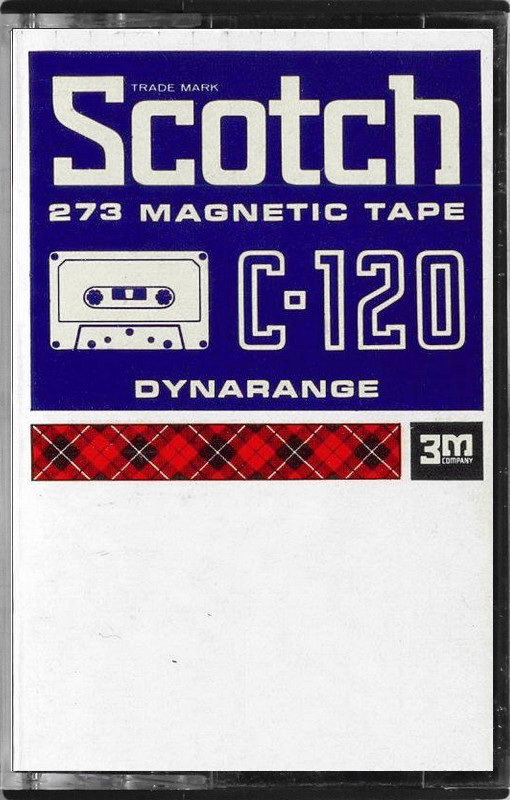 TRADE MARK
Scotch
273 MAGNETIC TAPE
C-120
DYNARANGE
3M
COMPANY